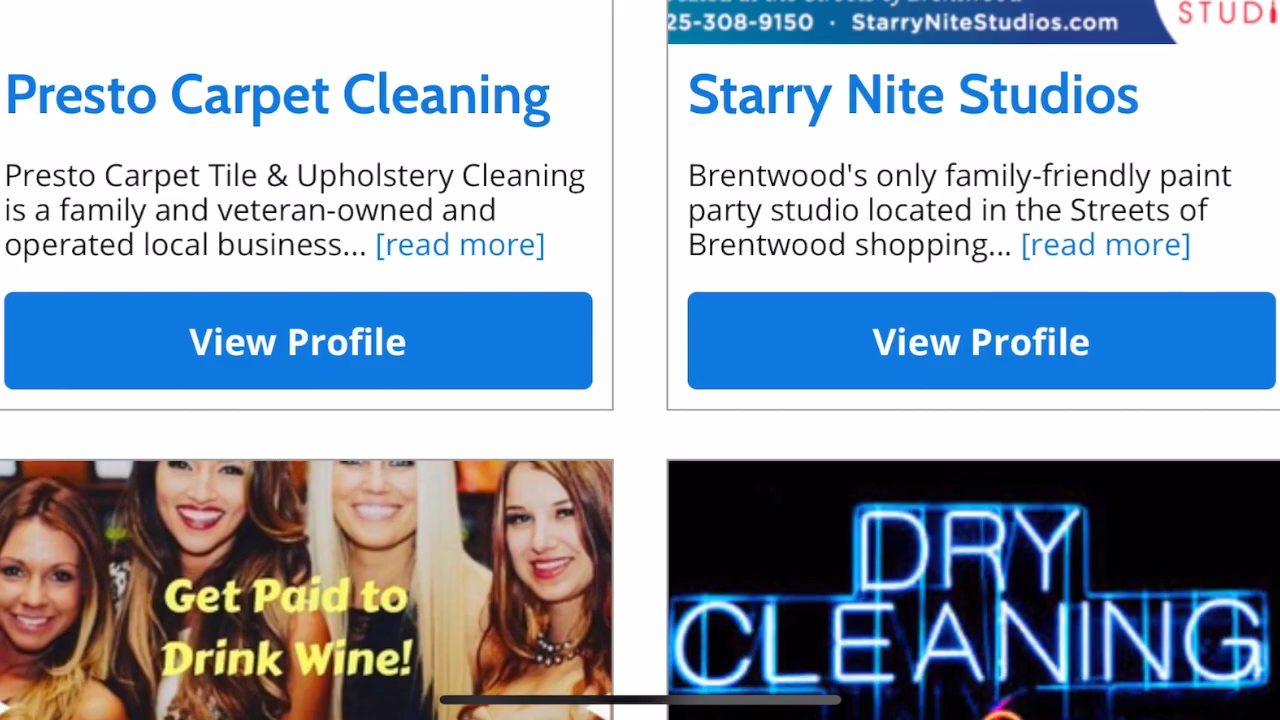 25-308-9150 · StarryNiteStudios.com
STUDI
Presto Carpet Cleaning
Presto Carpet Tile & Upholstery Cleaning
is a family and veteran-owned and
operated local business... [read more]
View Profile
Starry Nite Studios
Brentwood's only family-friendly paint
party studio located in the Streets of
Brentwood shopping... [read more]
View Profile
Get Paid to
Drink Wine!
DRY
CLEANING